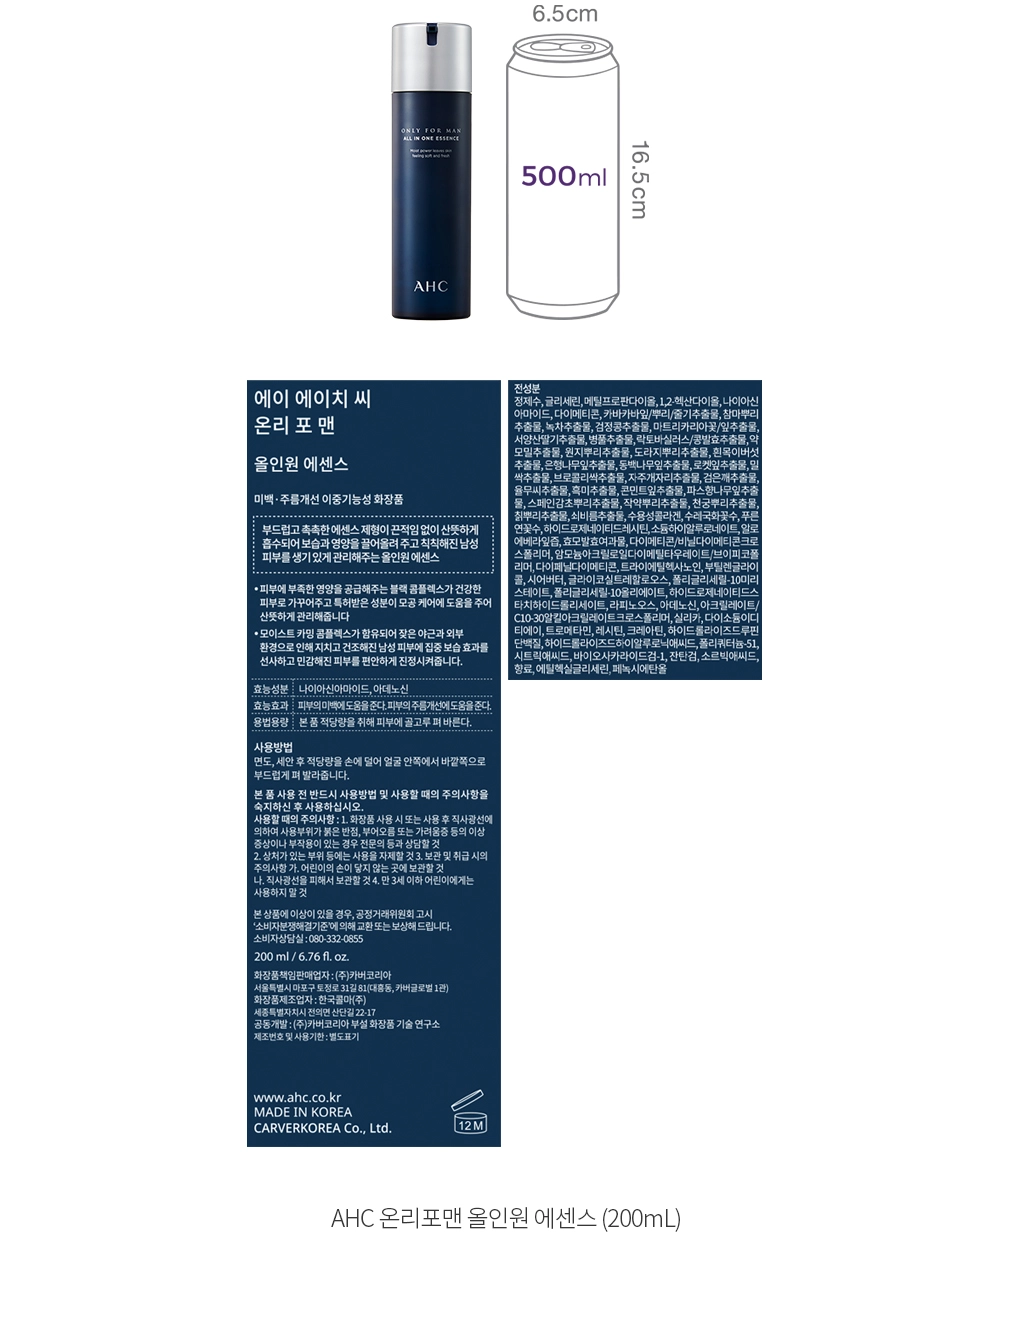 6.5cm
ONLY FOR MAN
ALL IN ONE ESSENCE
Moist power leaves skin
feeling soft and fresh
500ml
16.5cm
AHC
에이 에이치 씨
온리 포 맨
올인원 에센스
미백·주름개선 이중기능성 화장품
부드럽고 촉촉한 에센스 제형이 끈적임 없이 산뜻하게
흡수되어 보습과 영양을 끌어올려 주고 칙칙해진 남성
피부를 생기 있게 관리해주는 올인원 에센스
• 피부에 부족한 영양을 공급해주는 블랙 콤플렉스가 건강한
피부로 가꾸어주고 특허받은 성분이 모공 케어에 도움을 주어
산뜻하게 관리해줍니다
• 모이스트 카밍 콤플렉스가 함유되어 잦은 야근과 외부
환경으로 인해 지치고 건조해진 남성 피부에 집중 보습 효과를
선사하고 민감해진 피부를 편안하게 진정시켜줍니다.
효능성분 나이아신아마이드, 아데노신
효능효과 피부의 미백에 도움을 준다. 피부의 주름개선에 도움을 준다.
용법용량 본 품 적당량을 취해 피부에 골고루 펴 바른다.
사용방법
면도, 세안 후 적당량을 손에 덜어 얼굴 안쪽에서 바깥쪽으로
부드럽게 펴 발라줍니다.
본 품 사용 전 반드시 사용방법 및 사용할 때의 주의사항을
숙지하신 후 사용하십시오.
사용할 때의 주의사항 : 1. 화장품 사용 시 또는 사용 후 직사광선에
의하여 사용부위가 붉은 반점, 부어오름 또는 가려움증 등의 이상
증상이나 부작용이 있는 경우 전문의 등과 상담할 것
2. 상처가 있는 부위 등에는 사용을 자제할 것 3. 보관 및 취급 시의
주의사항 가. 어린이의 손이 닿지 않는 곳에 보관할 것
나. 직사광선을 피해서 보관할 것 4. 만 3세 이하 어린이에게는
사용하지 말 것
본 상품에 이상이 있을 경우, 공정거래위원회 고시
'소비자분쟁해결기준'에 의해 교환 또는 보상해 드립니다.
소비자상담실 : 080-332-0855
200 ml / 6.76 fl. oz.
화장품책임판매업자 : (주)카버코리아
서울특별시 마포구 토정로 31길 81(대흥동, 카버글로벌 1관)
화장품제조업자 : 한국콜마(주)
세종특별자치시 전의면 산단길 22-17
공동개발 : (주)카버코리아 부설 화장품 기술 연구소
제조번호 및 사용기한 : 별도표기
www.ahc.co.kr
MADE IN KOREA
CARVERKOREA Co., Ltd.
12 M
전성분
정제수, 글리세린, 메틸프로판다이올, 1,2-헥산다이올, 나이아신
아마이드, 다이메티콘, 카바카바잎/뿌리/줄기추출물, 참마뿌리
추출물, 녹차추출물, 검정콩추출물, 마트리카리아꽃/잎추출물,
서양산딸기추출물, 병풀추출물, 락토바실러스/콩발효추출물, 약
모밀추출물, 원지뿌리추출물, 도라지뿌리추출물, 흰목이버섯
추출물, 은행나무잎추출물, 동백나무잎추출물, 로켓잎추출물, 밀
싹추출물, 브로콜리싹추출물, 자주개자리추출물, 검은깨추출물,
율무씨추출물, 흑미추출물, 콘민트잎추출물, 파스향나무잎추출
물, 스페인감초뿌리추출물, 작약뿌리추출물, 천궁뿌리추출물,
칡뿌리추출물, 쇠비름추출물, 수용성콜라겐, 수레국화꽃수, 푸른
연꽃수, 하이드로제네이티드레시틴, 소듐하이알루로네이트, 알로
에베라잎즙, 효모발효여과물, 다이메티콘/비닐다이메티콘크로
스폴리머, 암모늄아크릴로일다이메틸타우레이트/브이피코폴
리머, 다이페닐다이메티콘, 트라이에틸헥사노인, 부틸렌글라이
콜, 시어버터, 글라이코실트레할로오스, 폴리글리세릴-10미리
스테이트, 폴리글리세릴-10올리에이트, 하이드로제네이티드스
타치하이드롤리세이트, 라피노오스, 아데노신, 아크릴레이트/
C10-30알킬아크릴레이트크로스폴리머, 실리카, 다이소듐이디
티에이, 트로메타민, 레시틴, 크레아틴, 하이드롤라이즈드루핀
단백질, 하이드롤라이즈드하이알루로닉애씨드, 폴리쿼터늄-51,
시트릭애씨드, 바이오사카라이드검-1, 잔탄검, 소르빅애씨드,
향료, 에틸헥실글리세린, 페녹시에탄올
AHC 온리포맨 올인원 에센스 (200mL)